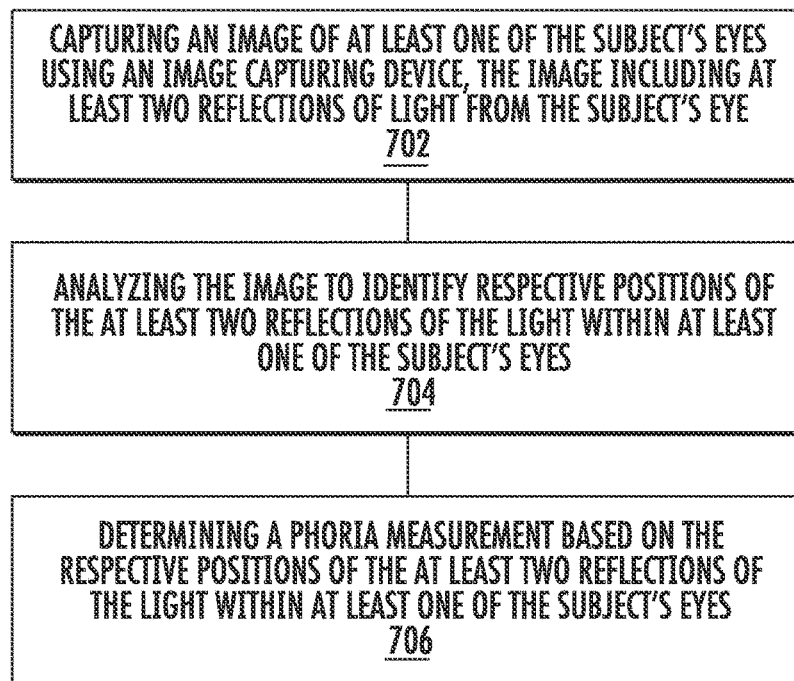 CAPTURING AN IMAGE OF AT LEAST ONE OF THE SUBJECT'S EYES
USING AN IMAGE CAPTURING DEVICE, THE IMAGE INCLUDING AT
LEAST TWO REFLECTIONS OF LIGHT FROM THE SUBJECT'S EYE
702
ANALYZING THE IMAGE TO IDENTIFY RESPECTIVE POSITIONS OF
THE AT LEAST TWO REFLECTIONS OF THE LIGHT WITHIN AT LEAST
ONE OF THE SUBJECT'S EYES
704
DETERMINING A PHORIA MEASUREMENT BASED ON THE
RESPECTIVE POSITIONS OF THE AT LEAST TWO REFLECTIONS OF
THE LIGHT WITHIN AT LEAST ONE OF THE SUBJECT'S EYES
706